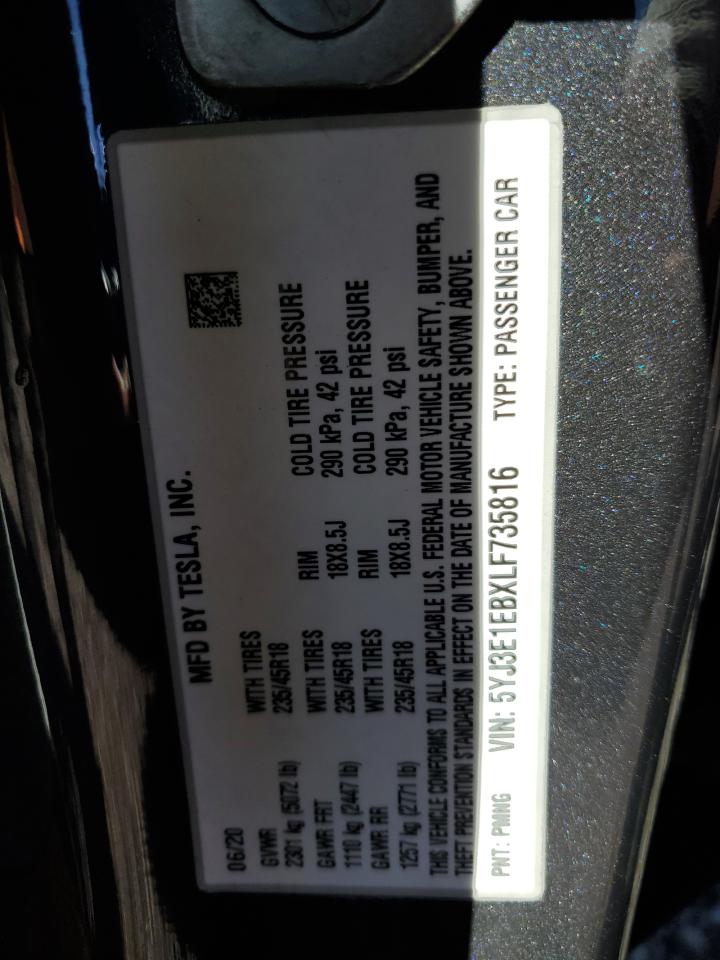 MFD BY TESLA, INC.
06/20
GVWR WITH TIRES RIM COLD TIRE PRESSURE
2301 kg (5072 lb) 235/45R18 18X8.5J 290 kPa, 42 psi
GAWR FRT WITH TIRES RIM COLD TIRE PRESSURE
1110 kg (2447 lb) 235/45R18 18X8.5J 290 kPa, 42 psi
GAWR RR WITH TIRES
1257 kg (2771 lb) 235/45R18
THIS VEHICLE CONFORMS TO ALL APPLICABLE U.S. FEDERAL MOTOR VEHICLE SAFETY, BUMPER, AND
THEFT PREVENTION STANDARDS IN EFFECT ON THE DATE OF MANUFACTURE SHOWN ABOVE.
PNT: PMNG VIN: 5YJ3E1EBXLF735816 TYPE: PASSENGER CAR